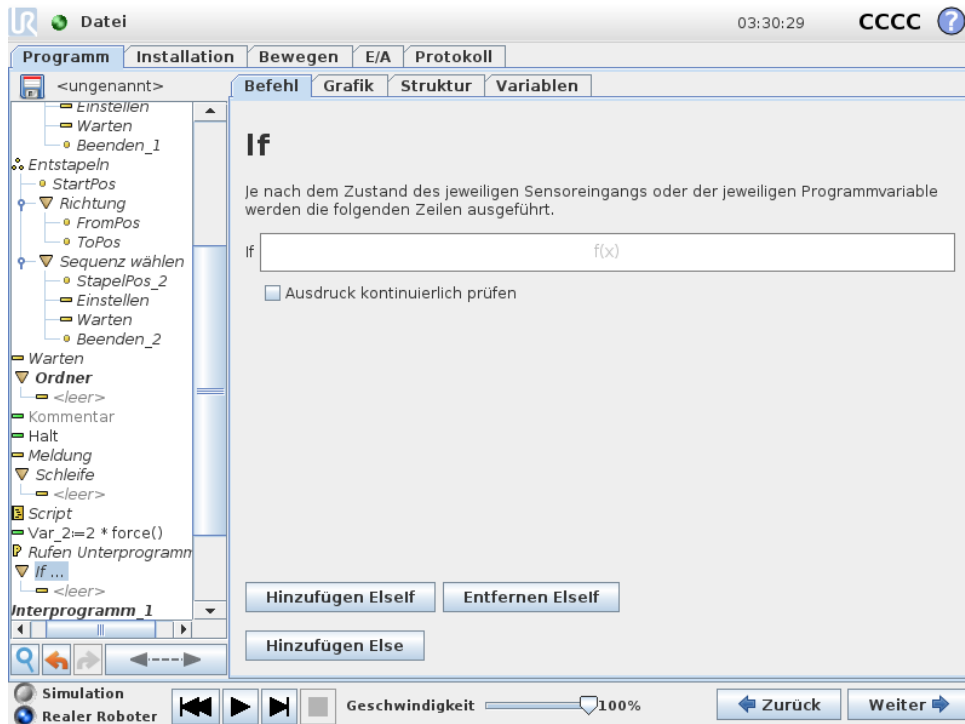 UR Datei 03:30:29 CCCC ?
Programm Installation Bewegen E/A Protokoll
<ungenannt>
Befehl Grafik Struktur Variablen
Einstellen
Warten
Beenden_1
Entstapeln
StartPos
Richtung
FromPos
ToPos
Sequenz wählen
StapelPos_2
Einstellen
Warten
Beenden_2
Warten
Ordner
<leer>
Kommentar
Halt
Meldung
Schleife
<leer>
Script
Var_2:=2 * force()
Rufen Unterprogramm
If ...
<leer>
Interprogramm_1
If
Je nach dem Zustand des jeweiligen Sensoreingangs oder der jeweiligen Programmvariable
werden die folgenden Zeilen ausgeführt.
If f(x)
Ausdruck kontinuierlich prüfen
Hinzufügen ElseIf Entfernen ElseIf
Hinzufügen Else
Simulation
Realer Roboter
Geschwindigkeit 100%
Zurück Weiter